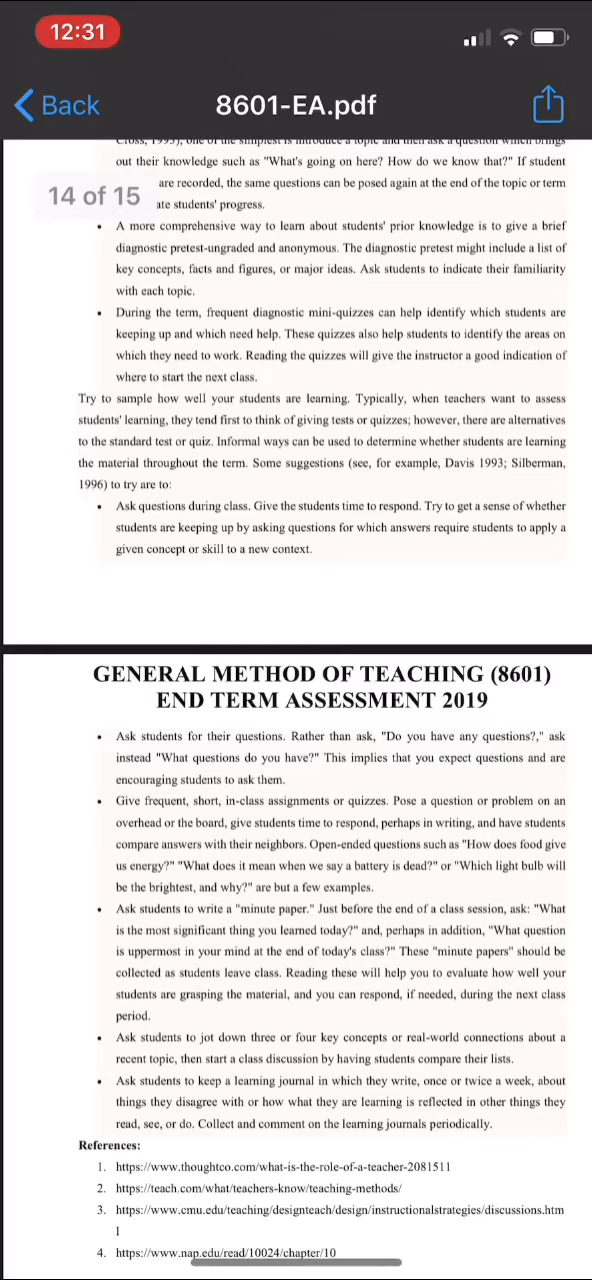 12:31
Back
8601-EA.pdf
Cross, 1993), one of the simplest is introduce a topic and then ask a question which brings
out their knowledge such as "What's going on here? How do we know that?" If student
14 of 15
are recorded, the same questions can be posed again at the end of the topic or term
ate students' progress.
• A more comprehensive way to learn about students' prior knowledge is to give a brief
diagnostic pretest-ungraded and anonymous. The diagnostic pretest might include a list of
key concepts, facts and figures, or major ideas. Ask students to indicate their familiarity
with each topic.
• During the term, frequent diagnostic mini-quizzes can help identify which students are
keeping up and which need help. These quizzes also help students to identify the areas on
which they need to work. Reading the quizzes will give the instructor a good indication of
where to start the next class.
Try to sample how well your students are learning. Typically, when teachers want to assess
students' learning, they tend first to think of giving tests or quizzes; however, there are alternatives
to the standard test or quiz. Informal ways can be used to determine whether students are learning
the material throughout the term. Some suggestions (see, for example, Davis 1993; Silberman,
1996) to try are to:
• Ask questions during class. Give the students time to respond. Try to get a sense of whether
students are keeping up by asking questions for which answers require students to apply a
given concept or skill to a new context.
GENERAL METHOD OF TEACHING (8601)
END TERM ASSESSMENT 2019
• Ask students for their questions. Rather than ask, "Do you have any questions?," ask
instead "What questions do you have?" This implies that you expect questions and are
encouraging students to ask them.
• Give frequent, short, in-class assignments or quizzes. Pose a question or problem on an
overhead or the board, give students time to respond, perhaps in writing, and have students
compare answers with their neighbors. Open-ended questions such as "How does food give
us energy?" "What does it mean when we say a battery is dead?" or "Which light bulb will
be the brightest, and why?" are but a few examples.
• Ask students to write a "minute paper." Just before the end of a class session, ask: "What
is the most significant thing you learned today?" and, perhaps in addition, "What question
is uppermost in your mind at the end of today's class?" These "minute papers" should be
collected as students leave class. Reading these will help you to evaluate how well your
students are grasping the material, and you can respond, if needed, during the next class
period.
• Ask students to jot down three or four key concepts or real-world connections about a
recent topic, then start a class discussion by having students compare their lists.
• Ask students to keep a learning journal in which they write, once or twice a week, about
things they disagree with or how what they are learning is reflected in other things they
read, see, or do. Collect and comment on the learning journals periodically.
References:
1. https://www.thoughtco.com/what-is-the-role-of-a-teacher-2081511
2. https://teach.com/what/teachers-know/teaching-methods/
3. https://www.cmu.edu/teaching/designteach/design/instructionalstrategies/discussions.htm
l
4. https://www.nap.edu/read/10024/chapter/10